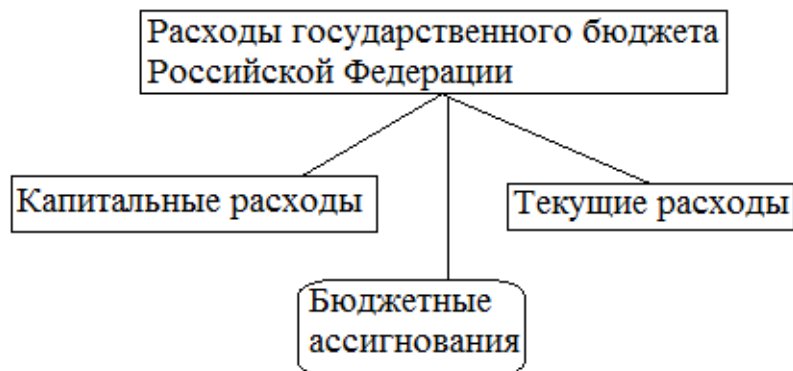 Расходы государственного бюджета
Российской Федерации
Капитальные расходы
Текущие расходы
Бюджетные
ассигнования